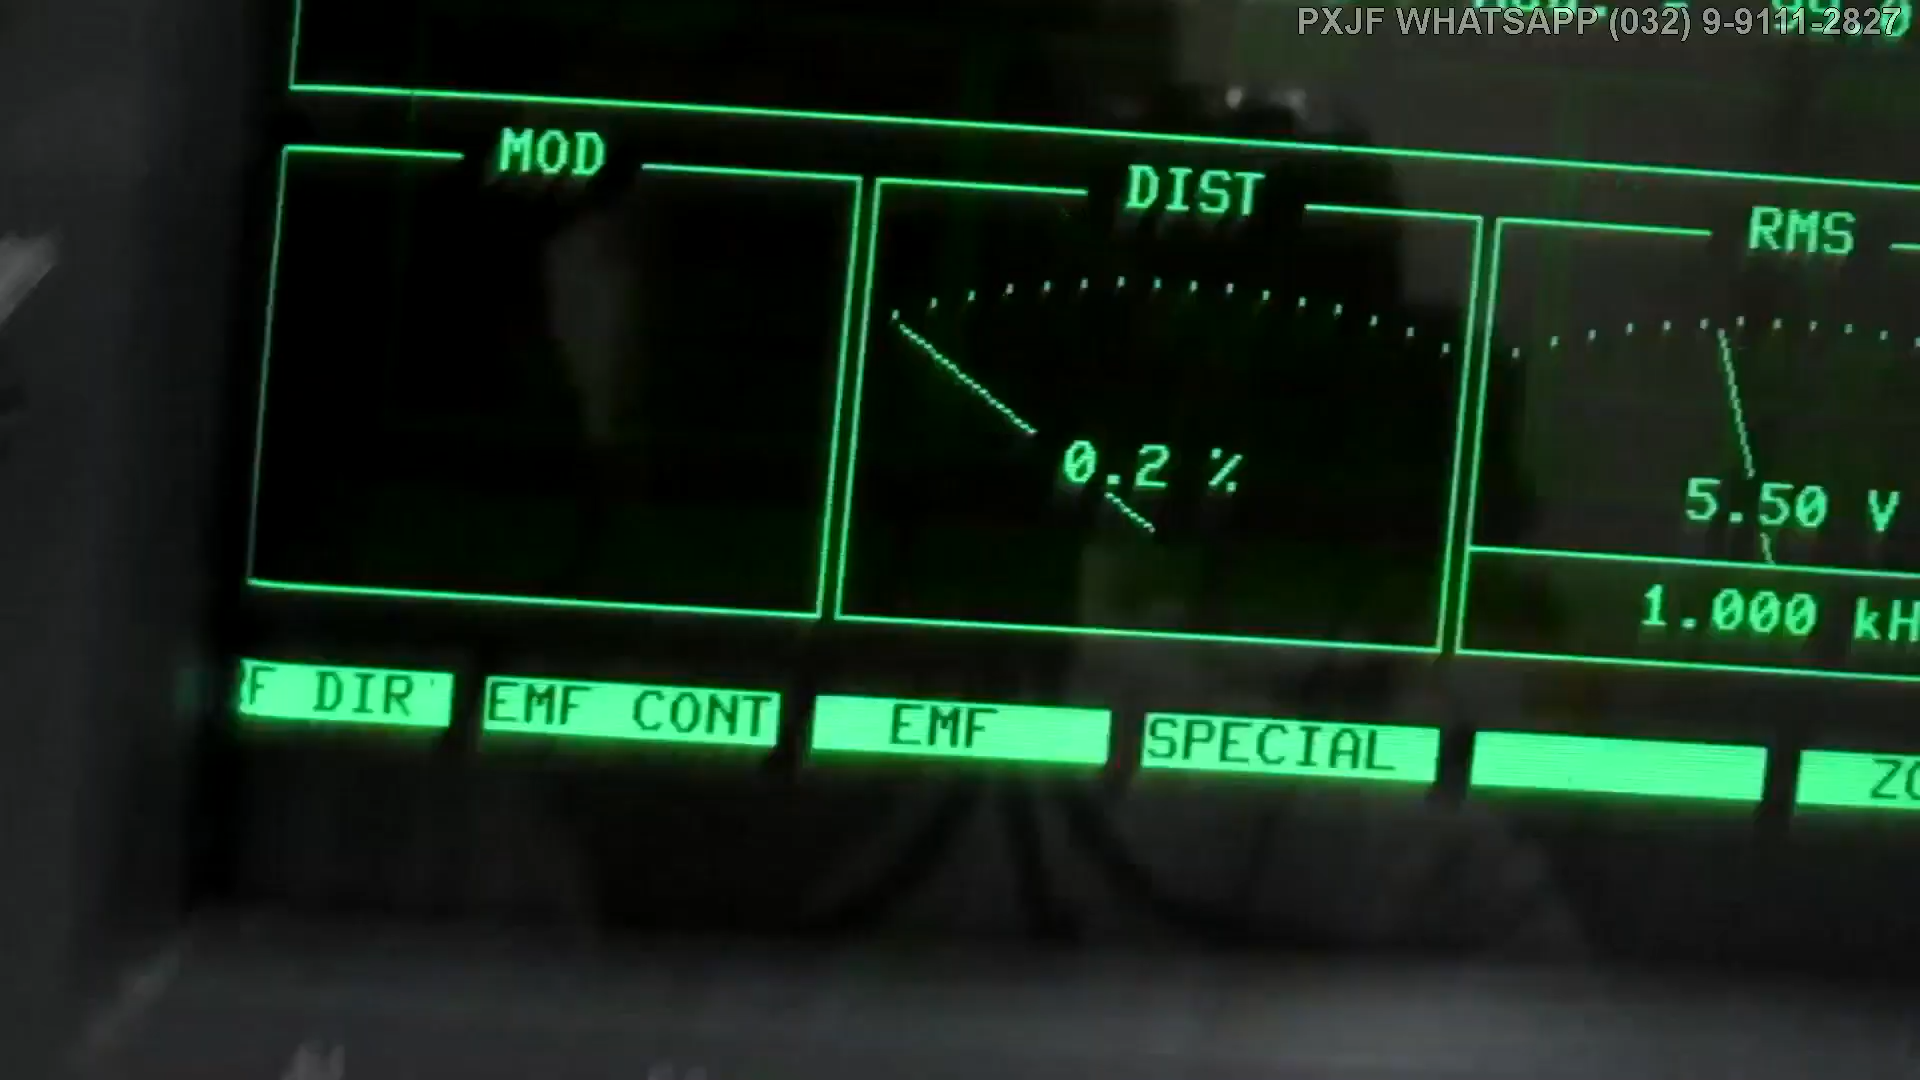 PXJF WHATSAPP (032) 9-9111-2827
MOD
DIST
RMS
0.2 %
5.50 V
1.000 kH
F DIR
EMF CONT
EMF
SPECIAL